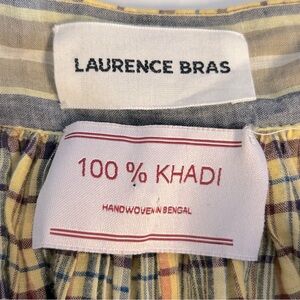 LAURENCE BRAS
100 % KHADI
HANDWOVEN IN BENGAL